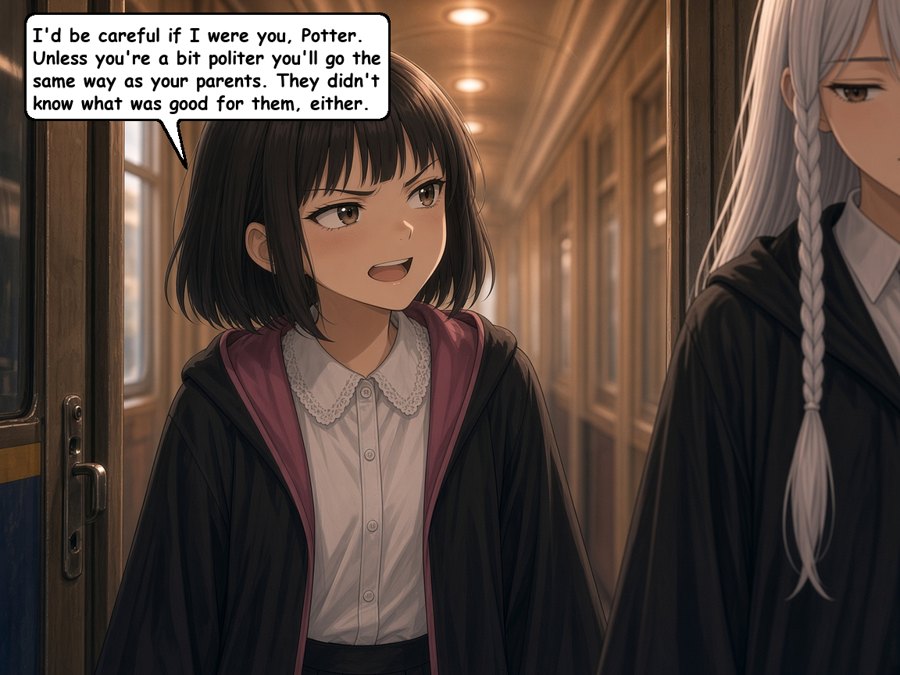 I'd be careful if I were you, Potter.
Unless you're a bit politer you'll go the
same way as your parents. They didn't
know what was good for them, either.